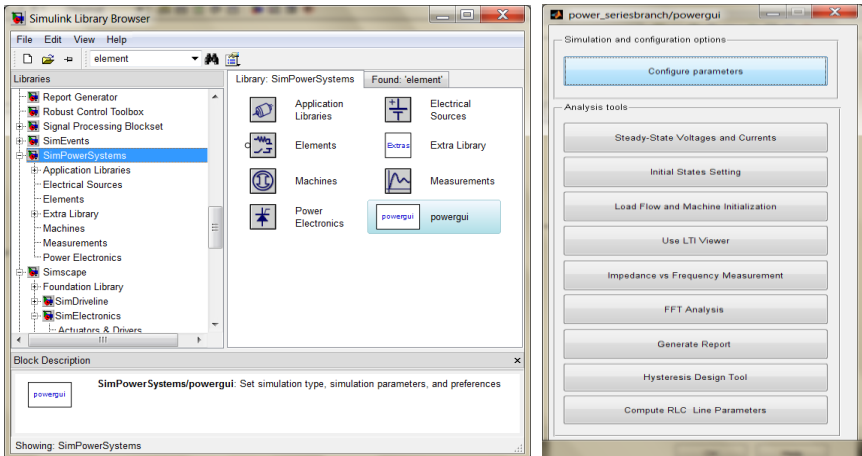 Simulink Library Browser
File Edit View Help
element
Libraries
Report Generator
Robust Control Toolbox
Signal Processing Blockset
SimEvents
SimPowerSystems
Application Libraries
Electrical Sources
Elements
Extra Library
Machines
Measurements
Power Electronics
Simscape
Foundation Library
SimDriveline
SimElectronics
Actuators & Drivers
Library: SimPowerSystems
Found: 'element'
Application Libraries
Electrical Sources
Elements
Extras
Extra Library
Machines
Measurements
Power Electronics
powergui
powergui
Block Description
powergui
SimPowerSystems/powergui: Set simulation type, simulation parameters, and preferences
Showing: SimPowerSystems
power_seriesbranch/powergui
Simulation and configuration options
Configure parameters
Analysis tools
Steady-State Voltages and Currents
Initial States Setting
Load Flow and Machine Initialization
Use LTI Viewer
Impedance vs Frequency Measurement
FFT Analysis
Generate Report
Hysteresis Design Tool
Compute RLC Line Parameters